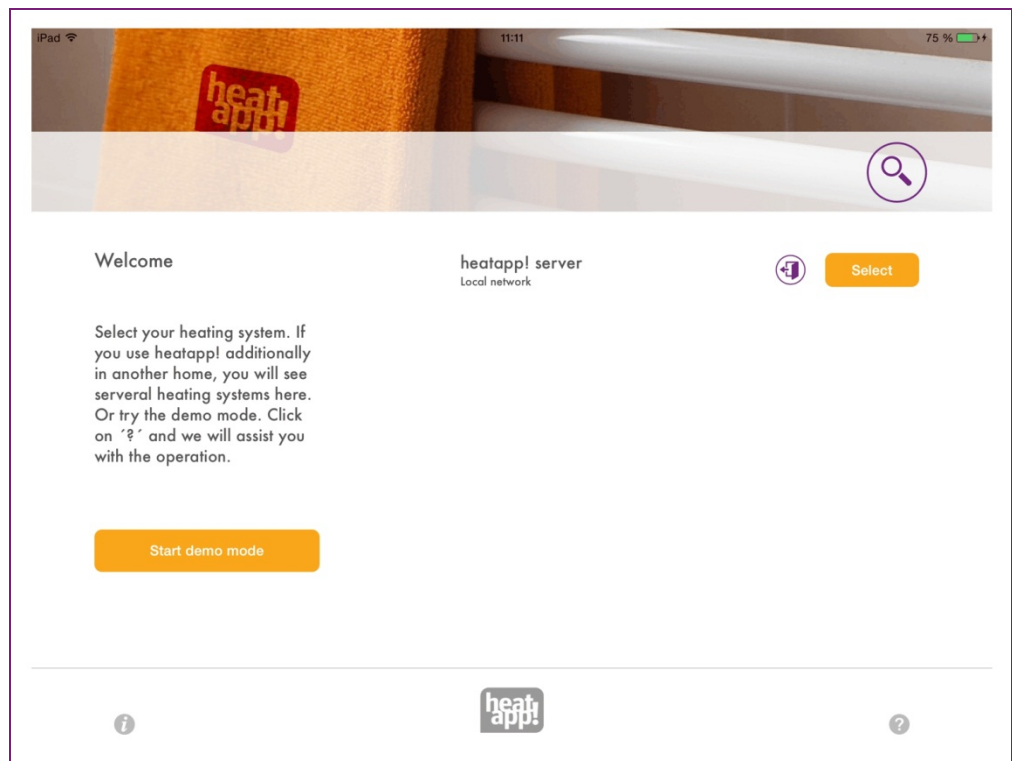 iPad 11:11 75 %
heat
app!
Welcome
heatapp! server
Local network
Select
Select your heating system. If
you use heatapp! additionally
in another home, you will see
serveral heating systems here.
Or try the demo mode. Click
on ´?´ and we will assist you
with the operation.
Start demo mode
i
heat
app!
?